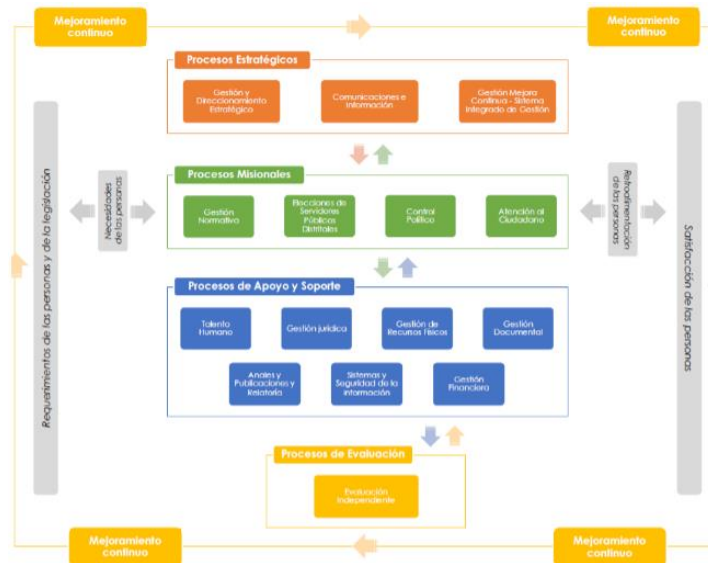 Mejoramiento
continuo
Mejoramiento
continuo
Procesos Estratégicos
Gestión y
Direccionamiento
Estratégico
Comunicaciones e
Información
Gestión Mejora
Continua - Sistema
Integrado de Gestión
Requerimientos de las personas y de la legislación
Necesidades
de las personas
Procesos Misionales
Gestión
Normativa
Elecciones de
Servidores
Públicos
Distritales
Control
Político
Atención al
Ciudadano
Retroalimentación
de las personas
Satisfacción de las personas
Procesos de Apoyo y Soporte
Talento
Humano
Gestión jurídica
Gestión de
Recursos Físicos
Gestión
Documental
Anales y
Publicaciones y
Relatoría
Sistemas y
Seguridad de la
Información
Gestión
Financiera
Procesos de Evaluación
Evaluación
Independiente
Mejoramiento
continuo
Mejoramiento
continuo